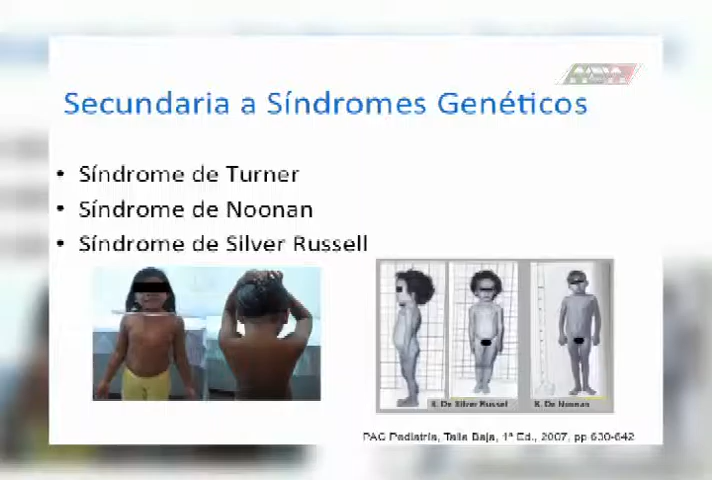 Secundaria a Síndromes Genéticos
• Síndrome de Turner
• Síndrome de Noonan
• Síndrome de Silver Russell
S. De Silver Russel
S. De Noonan
PAC Pediatría, Talla Baja, 1ª Ed., 2007, pp 630-642